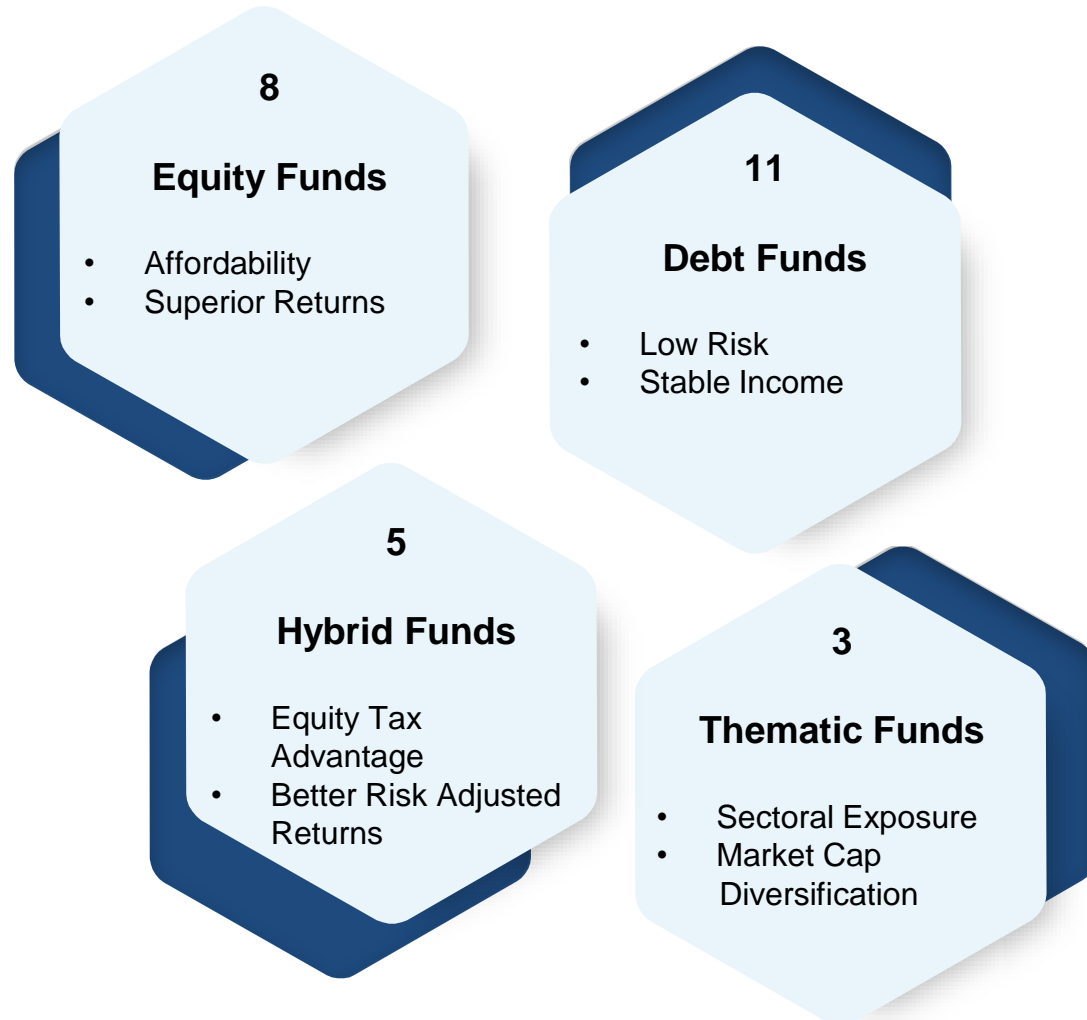 8
Equity Funds
• Affordability
• Superior Returns
11
Debt Funds
• Low Risk
• Stable Income
5
Hybrid Funds
• Equity Tax
Advantage
• Better Risk Adjusted
Returns
3
Thematic Funds
• Sectoral Exposure
• Market Cap
Diversification